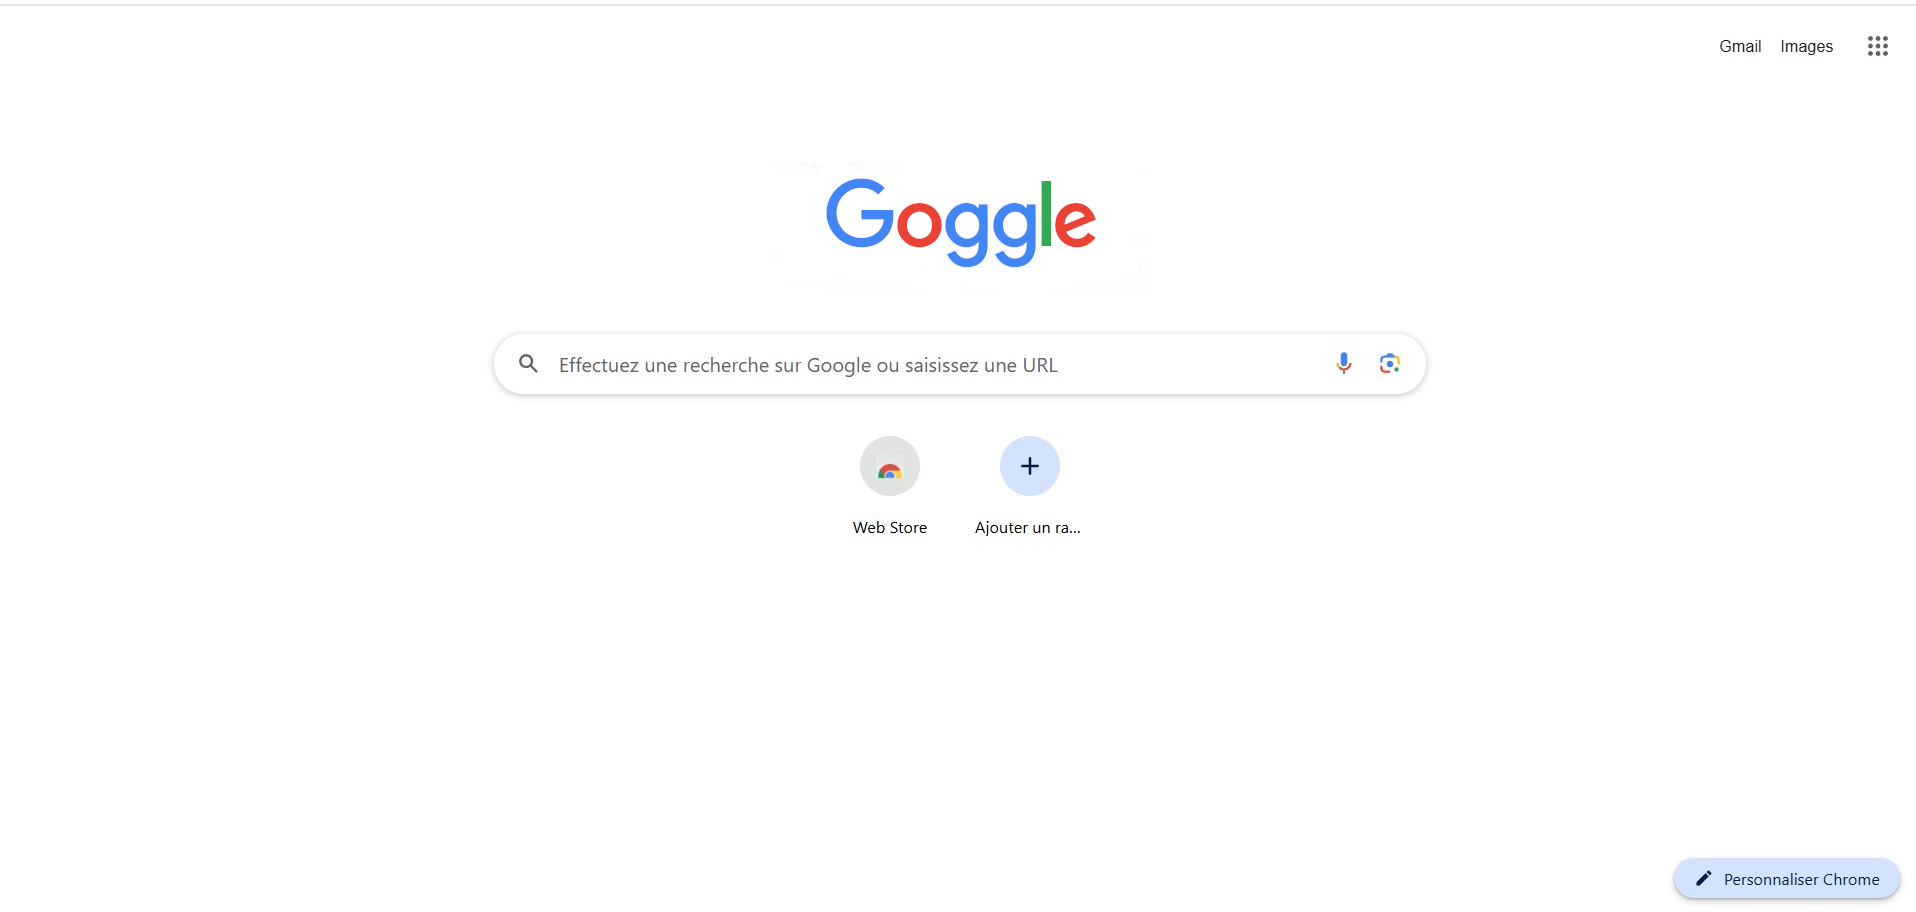 Gmail Images
Goggle
Effectuez une recherche sur Google ou saisissez une URL
Web Store
Ajouter un ra...
Personnaliser Chrome